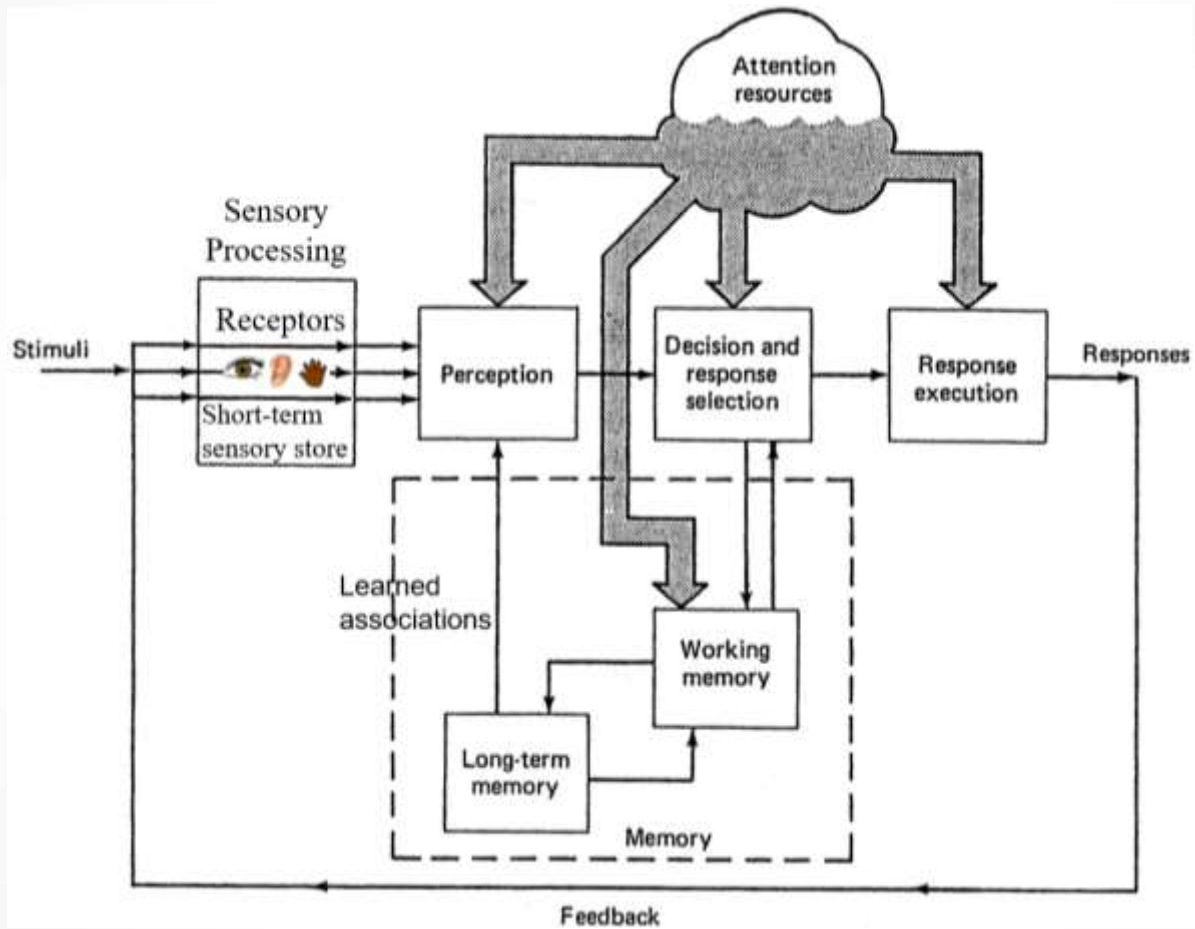 Attention
resources
Sensory
Processing
Receptors
Short-term
sensory store
Stimuli
Perception
Decision and
response
selection
Response
execution
Responses
Learned
associations
Working
memory
Long-term
memory
Memory
Feedback